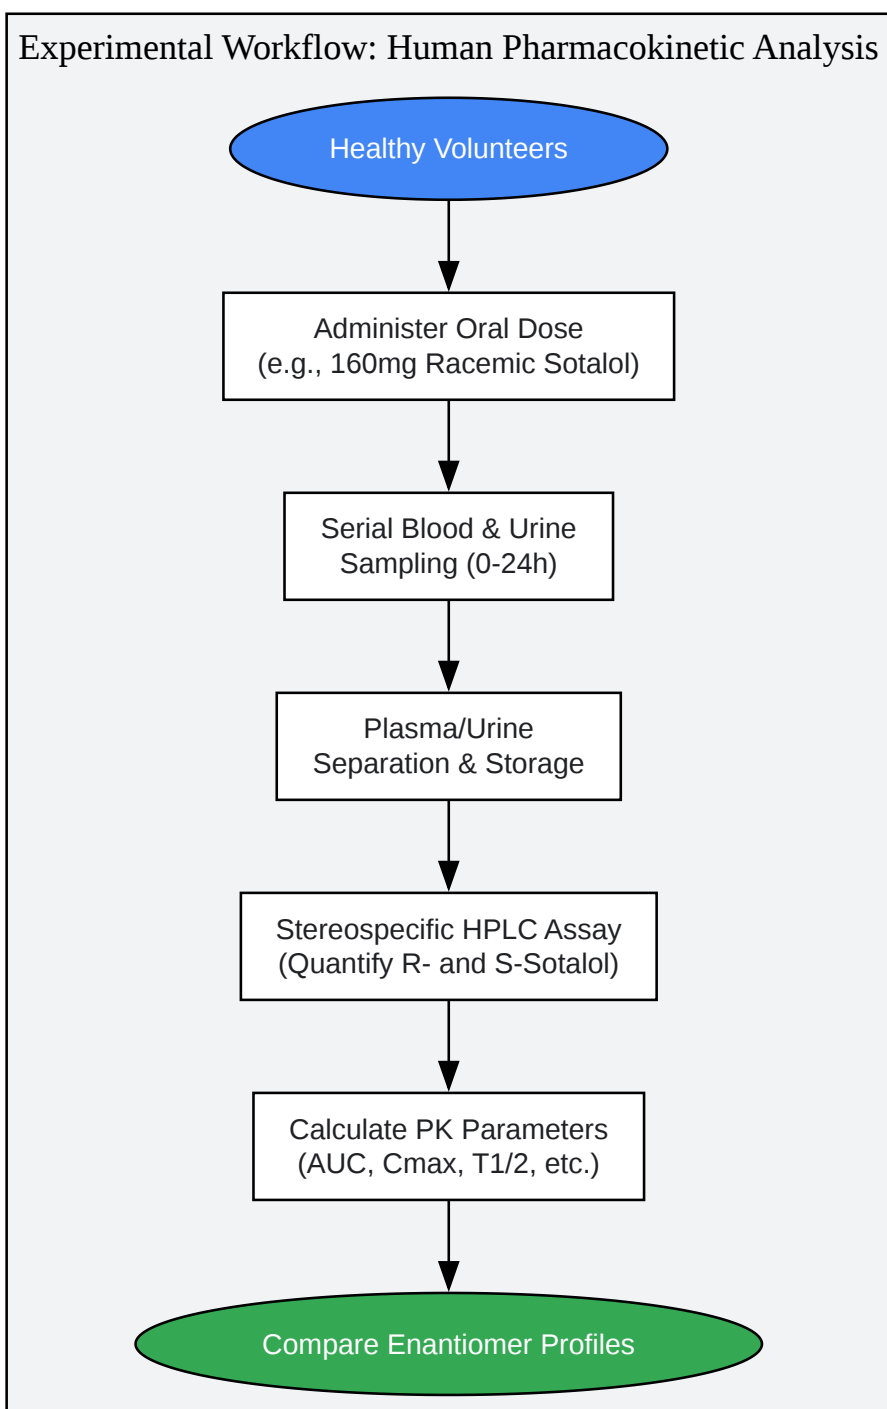 Experimental Workflow: Human Pharmacokinetic Analysis
Healthy Volunteers
Administer Oral Dose
(e.g., 160mg Racemic Sotalol)
Serial Blood & Urine
Sampling (0-24h)
Plasma/Urine
Separation & Storage
Stereospecific HPLC Assay
(Quantify R- and S-Sotalol)
Calculate PK Parameters
(AUC, Cmax, T1/2, etc.)
Compare Enantiomer Profiles